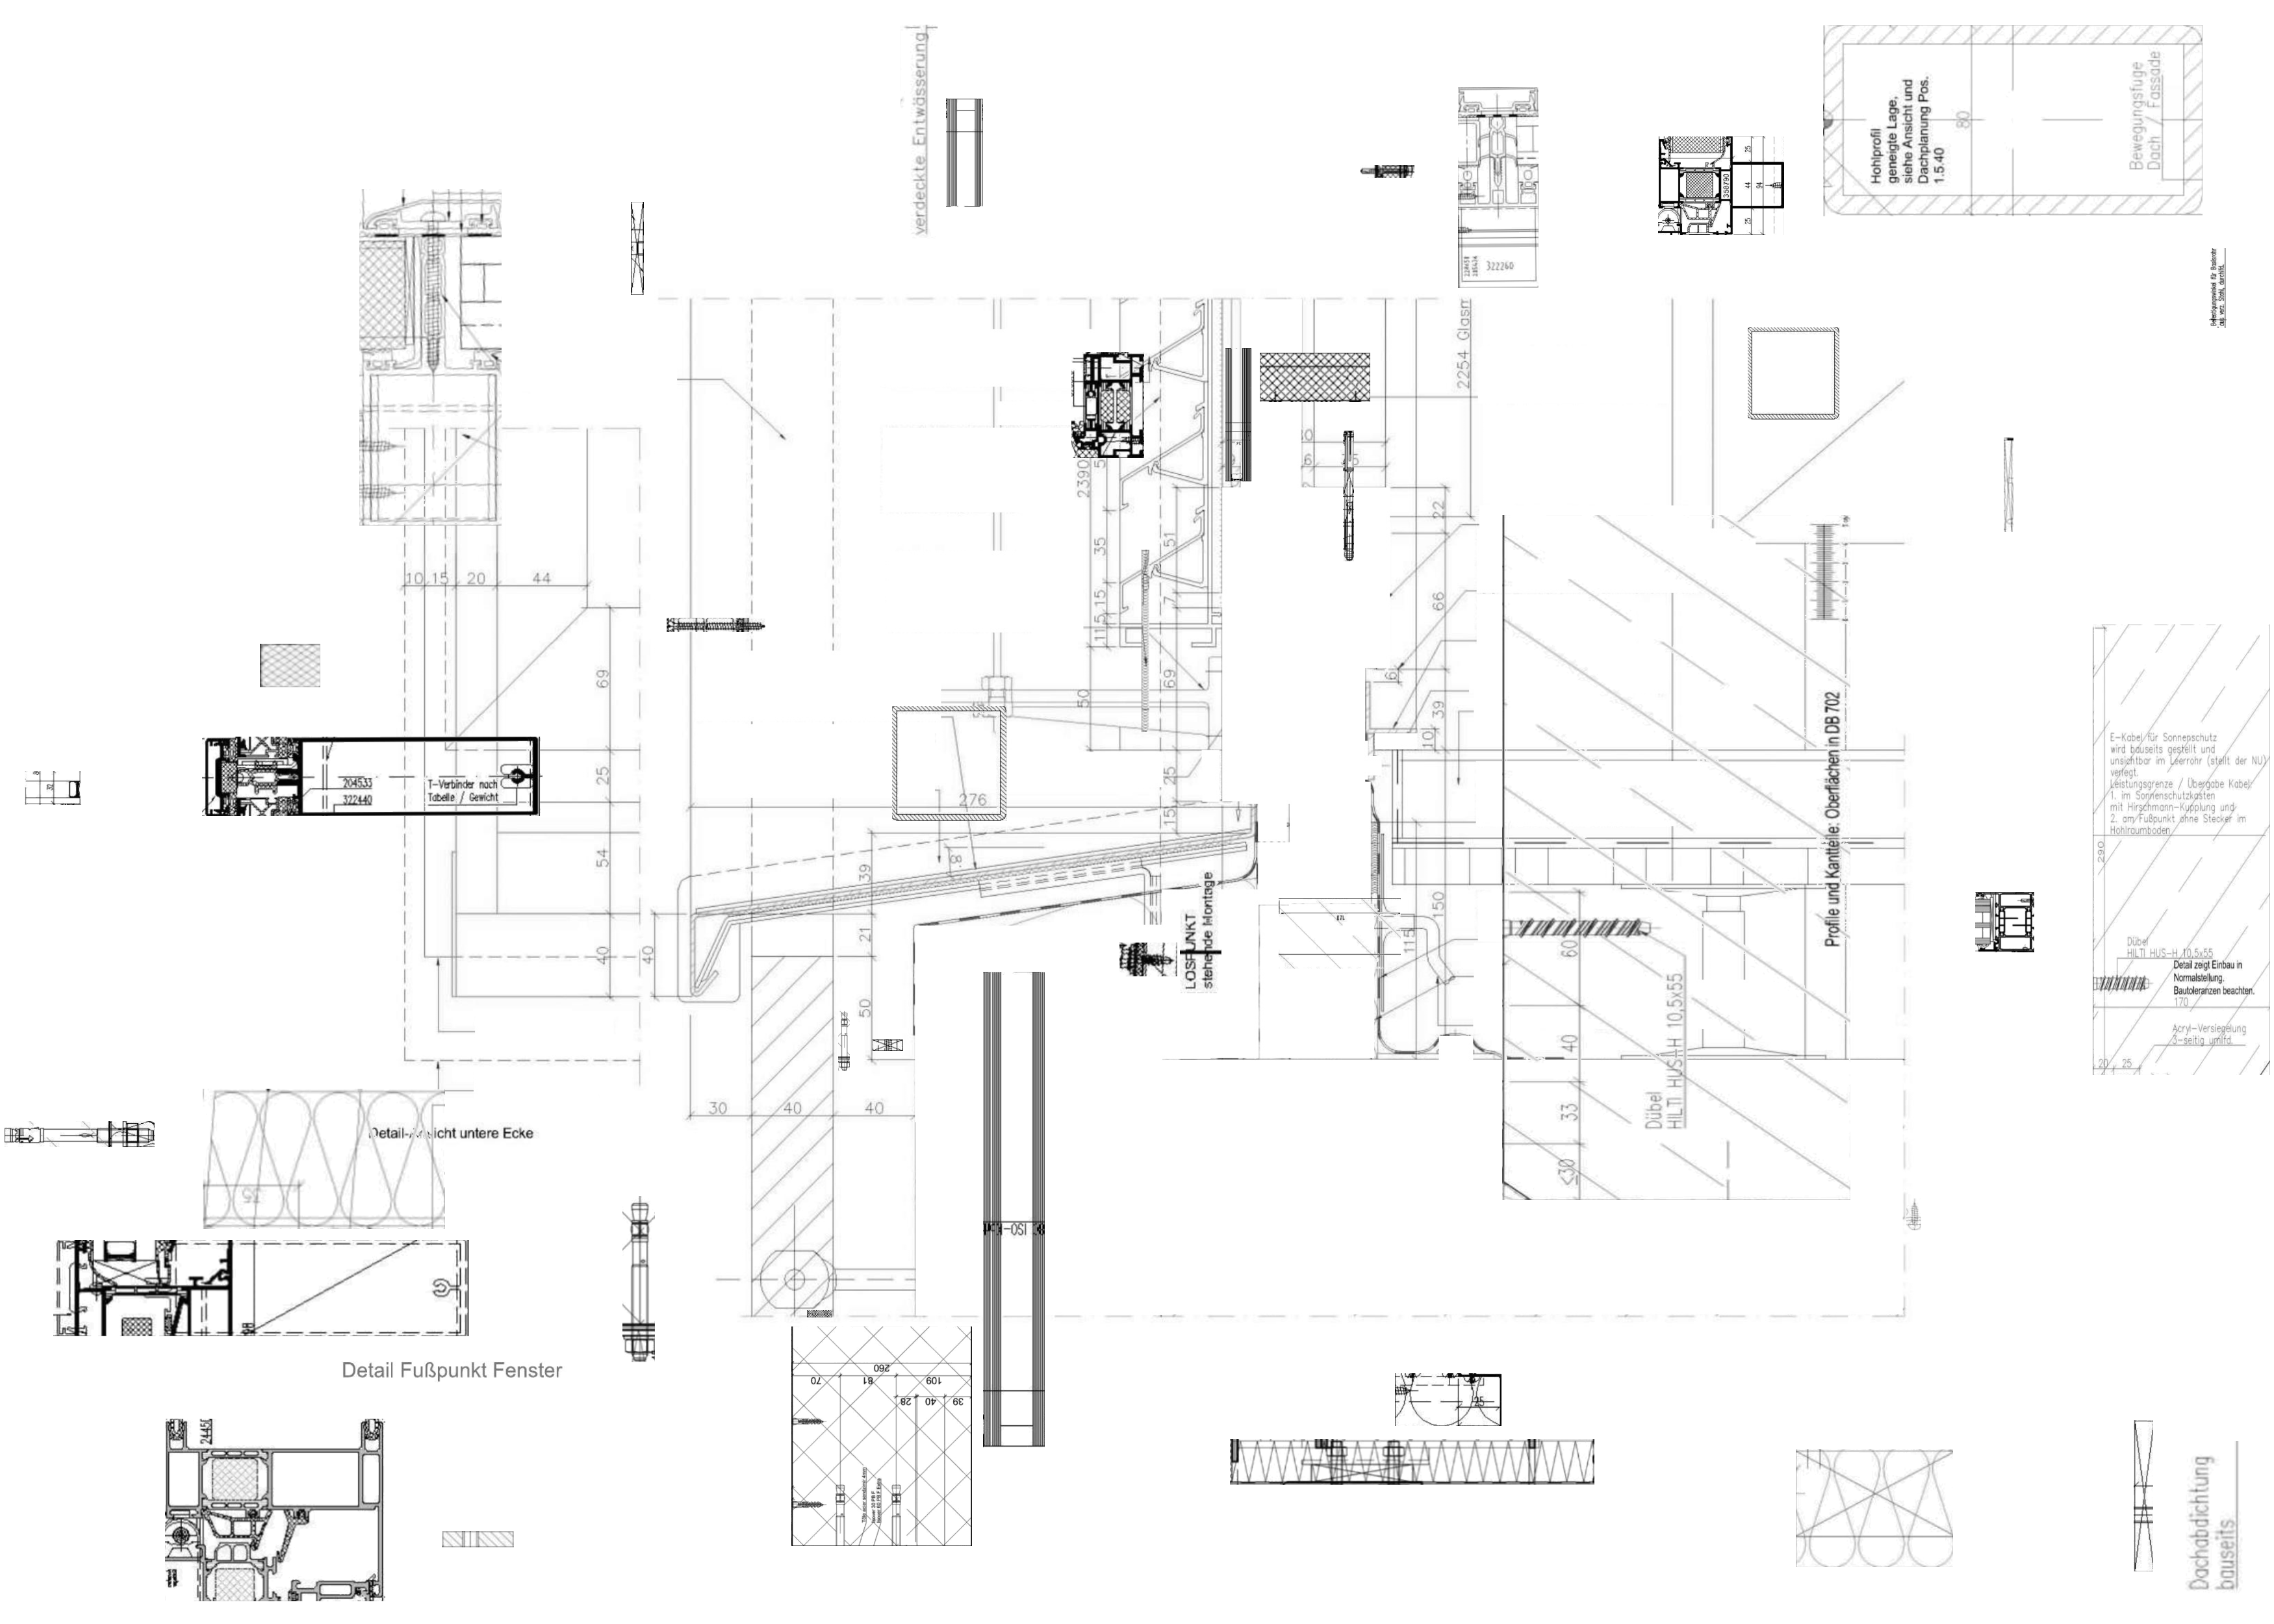 verdeckte Entwässerung
Hohlprofil
geneigte Lage,
siehe Ansicht und
Dachplanung Pos.
1.5.40
80
Bewegungsfuge
Dach / Fassade
25
44
94
25
322260
2254
2390
10
15
20
44
69
25
54
40
40
276
35
15
51
7
69
50
25
15
39
21
50
30
40
40
22
66
6
39
10
150
115
204533
322440
T-Verbinder nach
Tabelle / Gewicht
LOSPUNKT
stehende Montage
Profile und Kantteile: Oberflächen in DB 702
60
40
33
<30
Dübel
HILTI HUS-H 10,5x55
E-Kabel für Sonnenschutz
wird bauseits gestellt und
unsichtbar im Leerrohr (stellt der NU)
verlegt.
Leistungsgrenze / Übergabe Kabel
1. im Sonnenschutzkasten
mit Hirschmann-Kupplung und
2. am Fußpunkt ohne Stecker im
Hohlraumboden
290
Dübel
HILTI HUS-H 10,5x55
Detail zeigt Einbau in
Normalstellung.
Bautoleranzen beachten.
170
Acryl-Versiegelung
3-seitig umlfd.
20
25
untere Ecke
35
Detail Fußpunkt Fenster
260
70
81
109
28
40
39
35
Dachabdichtung
bauseits